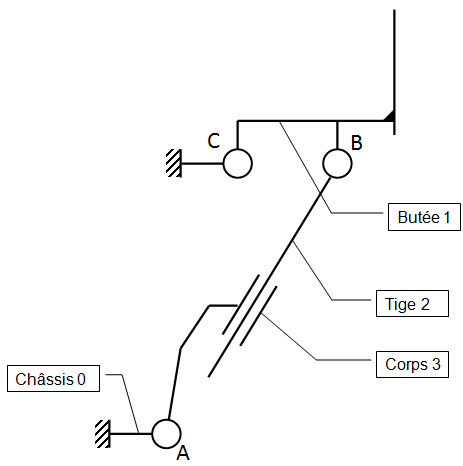 C
B
Butée 1
Tige 2
Corps 3
Châssis 0
A